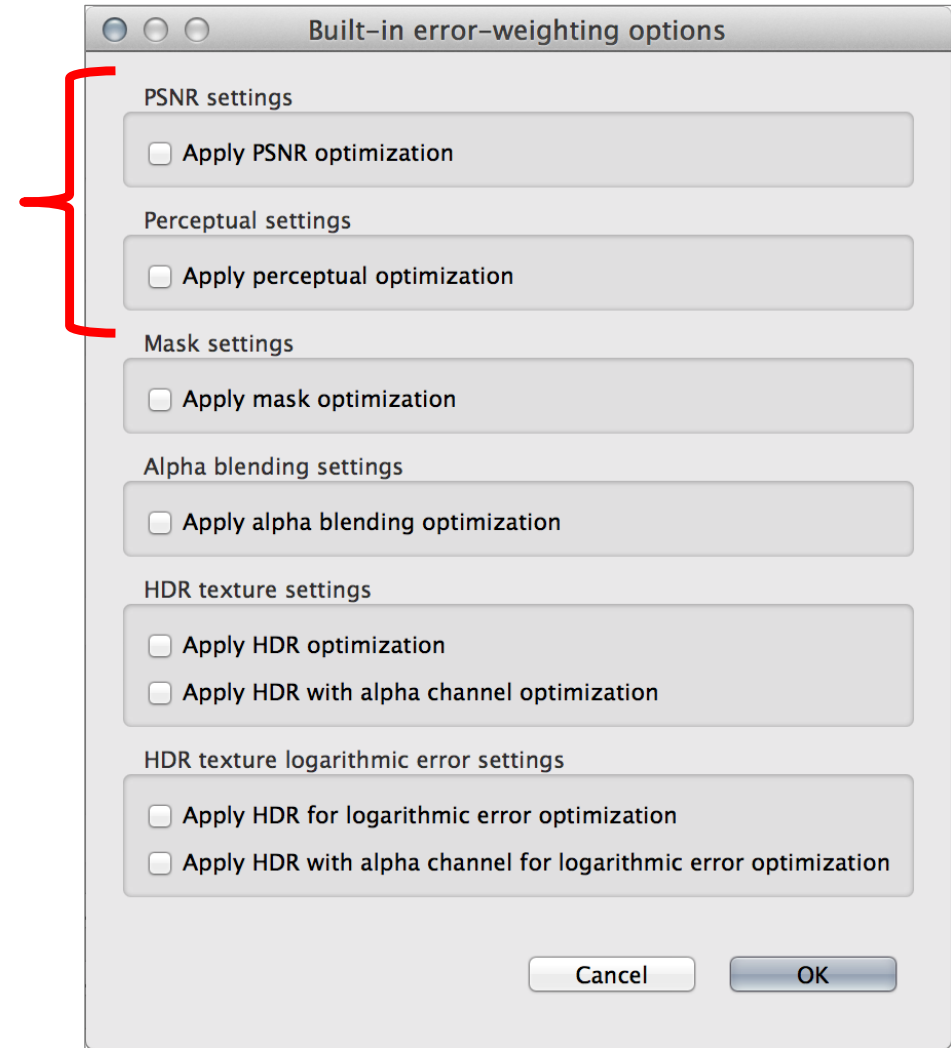 Built-in error-weighting options
PSNR settings
Apply PSNR optimization
Perceptual settings
Apply perceptual optimization
Mask settings
Apply mask optimization
Alpha blending settings
Apply alpha blending optimization
HDR texture settings
Apply HDR optimization
Apply HDR with alpha channel optimization
HDR texture logarithmic error settings
Apply HDR for logarithmic error optimization
Apply HDR with alpha channel for logarithmic error optimization
Cancel OK